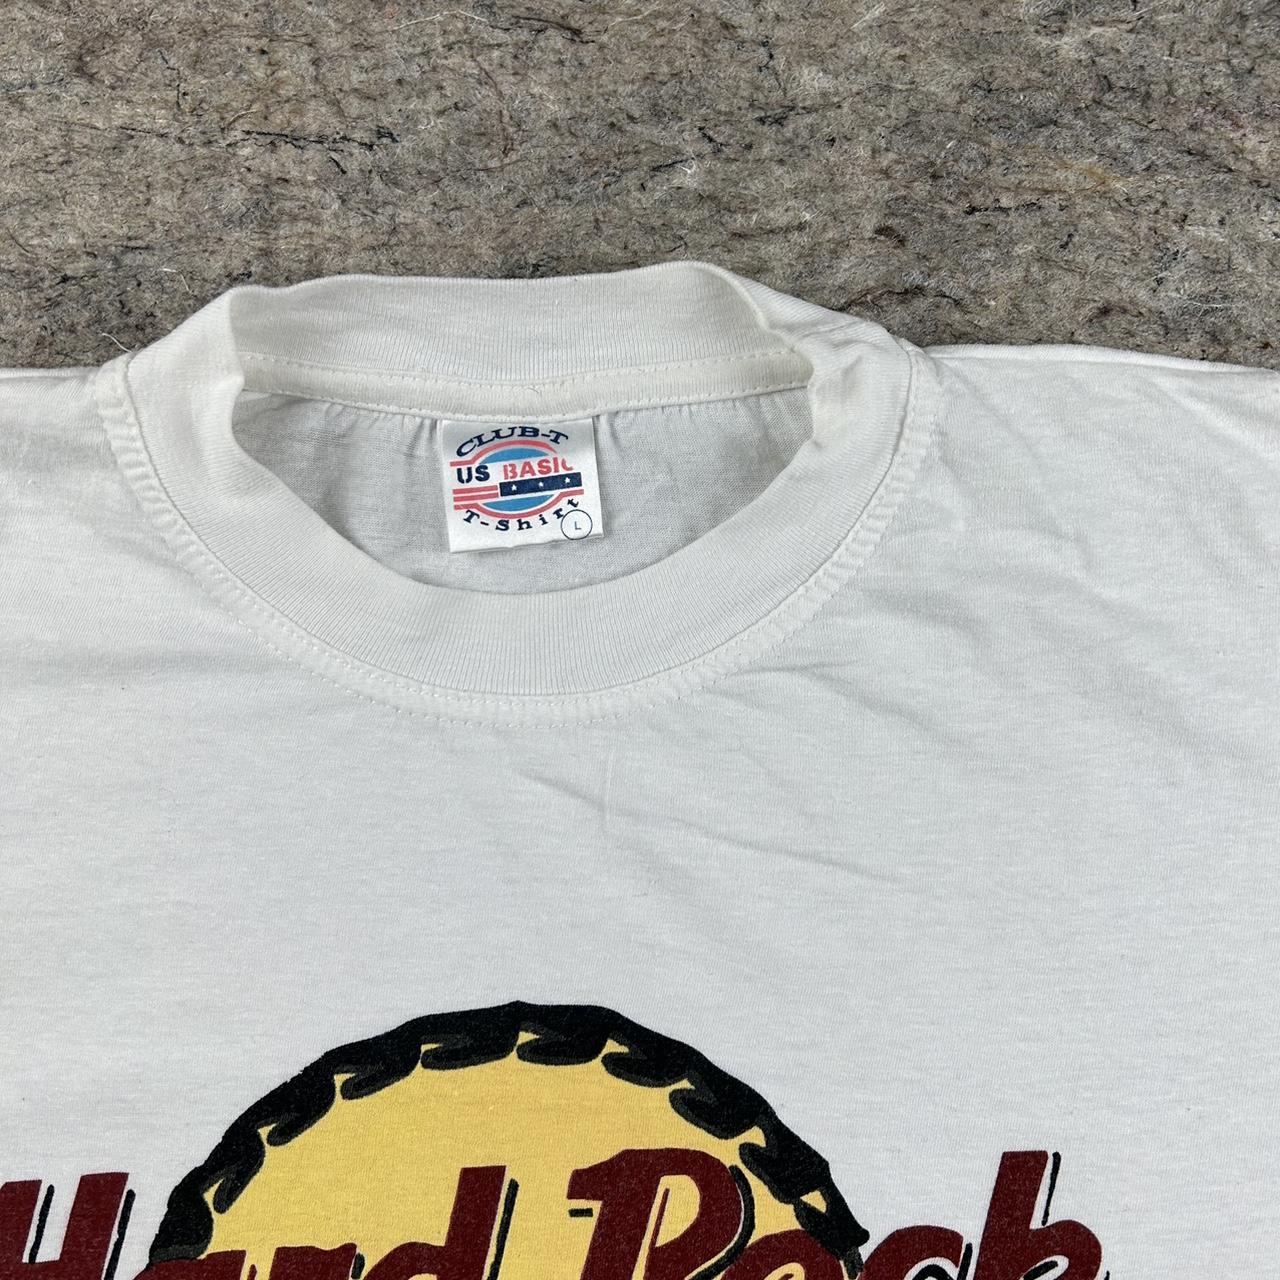 CLUB-T
US BASIC
T-Shirt
L
Hard Rock